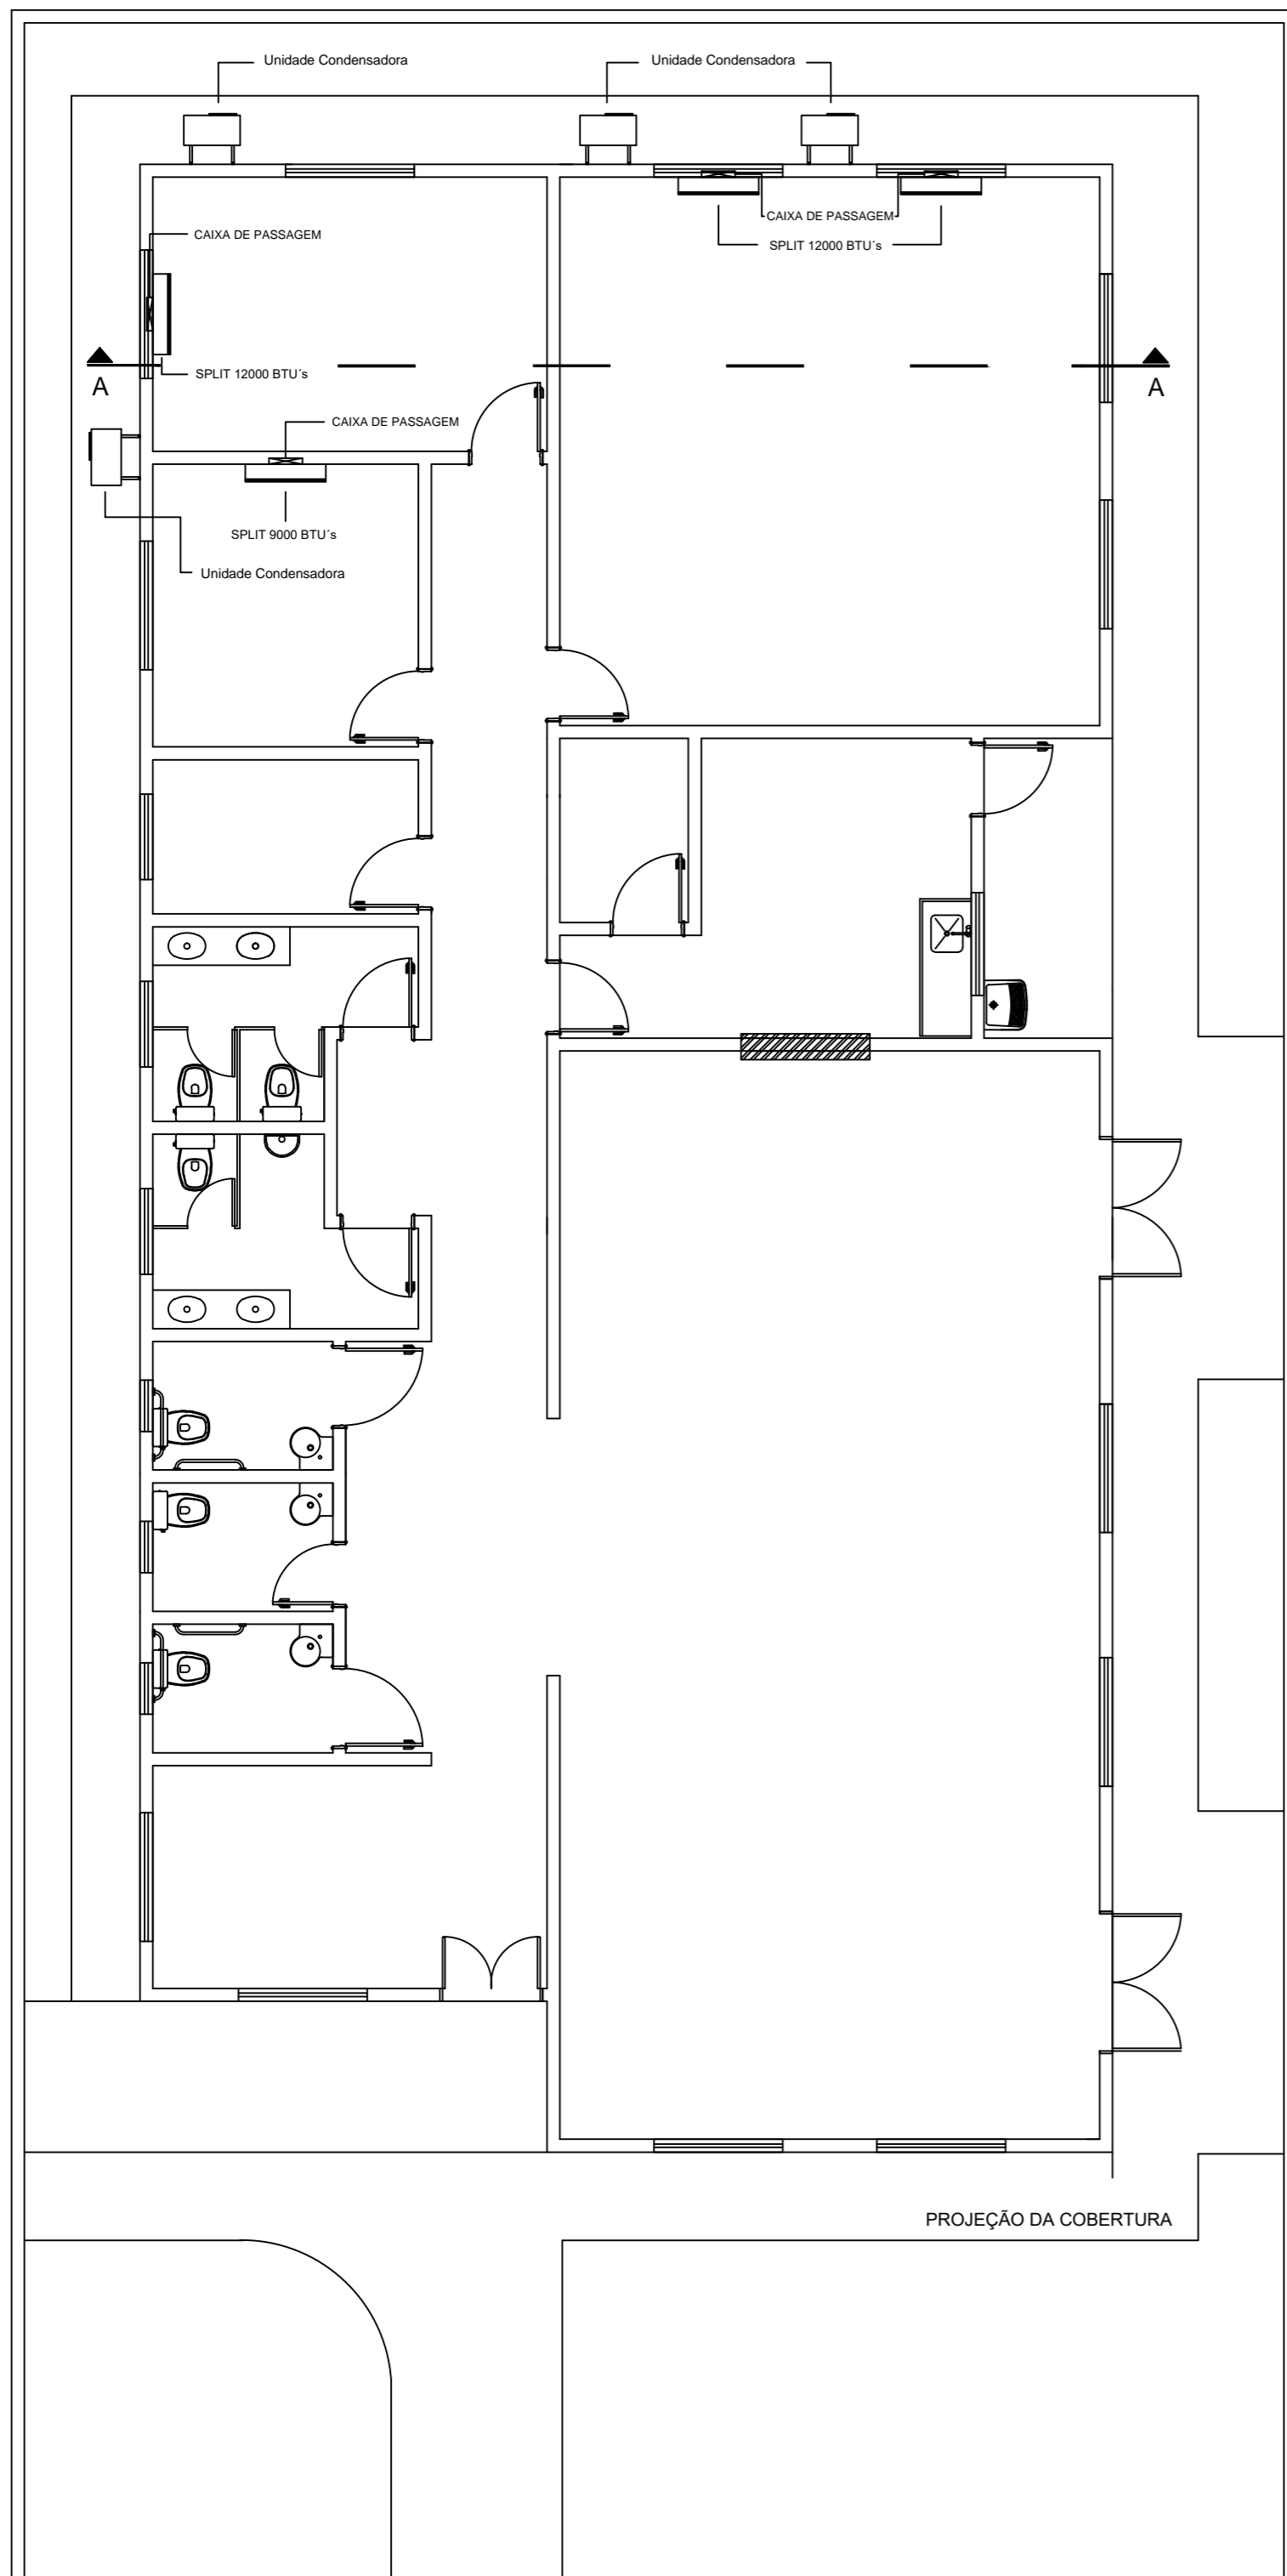 Unidade Condensadora
Unidade Condensadora
CAIXA DE PASSAGEM
CAIXA DE PASSAGEM
SPLIT 12000 BTU´s
A
SPLIT 12000 BTU´s
A
CAIXA DE PASSAGEM
SPLIT 9000 BTU´s
Unidade Condensadora
PROJEÇÃO DA COBERTURA